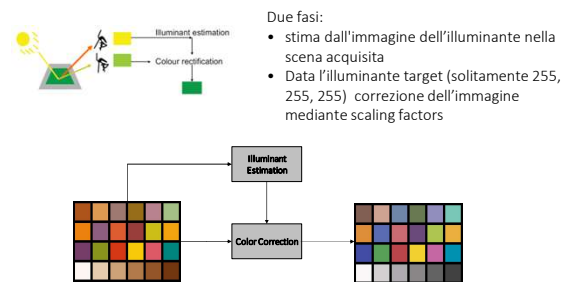 Illuminant estimation
Colour rectification
Due fasi:
• stima dall'immagine dell'illuminante nella
scena acquisita
• Data l'illuminante target (solitamente 255,
255, 255) correzione dell'immagine
mediante scaling factors
Illuminant
Estimation
Color Correction